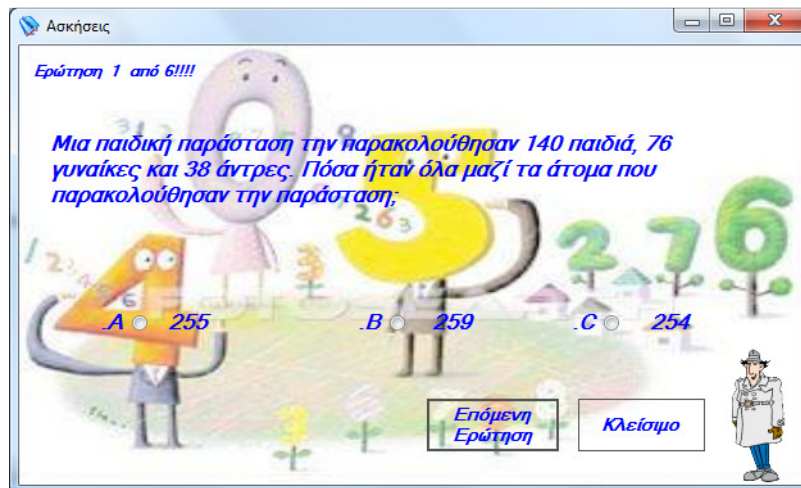 Ασκήσεις
Ερώτηση 1 από 6!!!!
Μια παιδική παράσταση την παρακολούθησαν 140 παιδιά, 76
γυναίκες και 38 άντρες. Πόσα ήταν όλα μαζί τα άτομα που
παρακολούθησαν την παράσταση;
.A 255 .B 259 .C 254
Επόμενη
Ερώτηση
Κλείσιμο